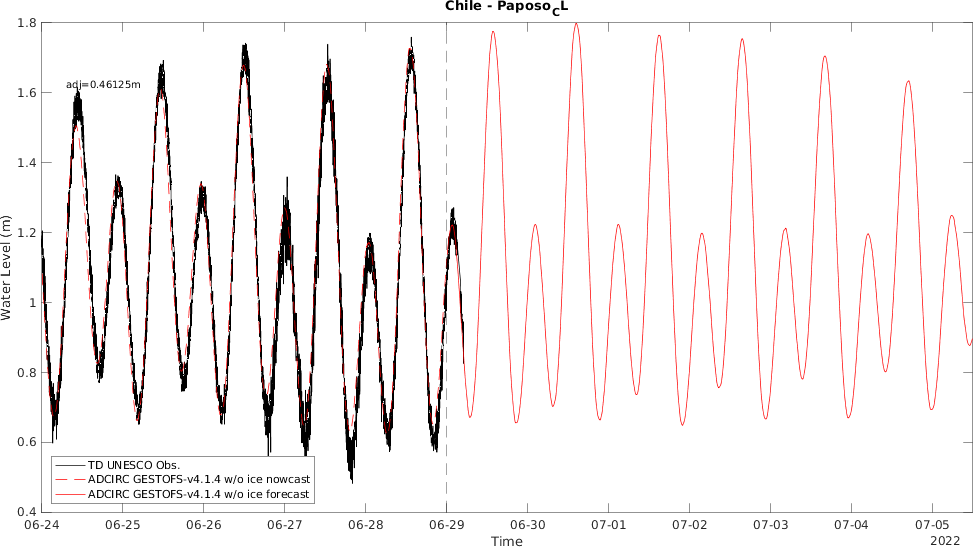 Chile - Paposo_CL
adj=0.46125m
Water Level (m)
1.8
1.6
1.4
1.2
1
0.8
0.6
0.4
TD UNESCO Obs.
ADCIRC GESTOFS-v4.1.4 w/o ice nowcast
ADCIRC GESTOFS-v4.1.4 w/o ice forecast
06-24 06-25 06-26 06-27 06-28 06-29 06-30 07-01 07-02 07-03 07-04 07-05
Time
2022